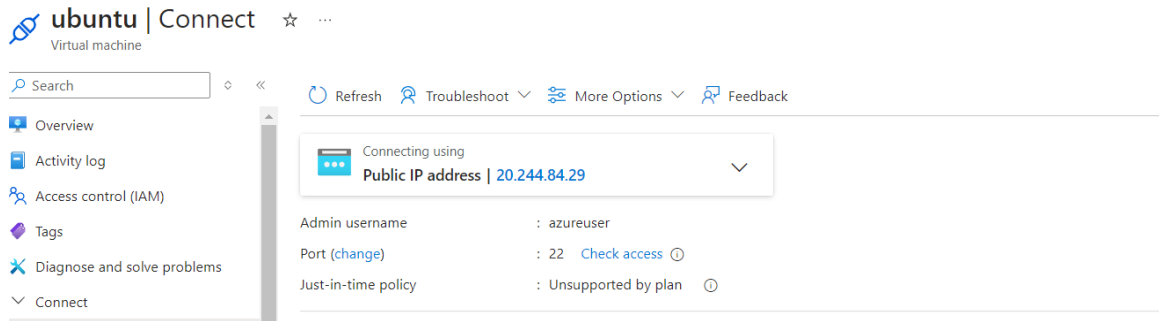 ubuntu | Connect
Virtual machine
Search
Refresh Troubleshoot More Options Feedback
Overview
Activity log
Access control (IAM)
Tags
Diagnose and solve problems
Connect
Connecting using
Public IP address | 20.244.84.29
Admin username : azureuser
Port (change) : 22 Check access
Just-in-time policy : Unsupported by plan